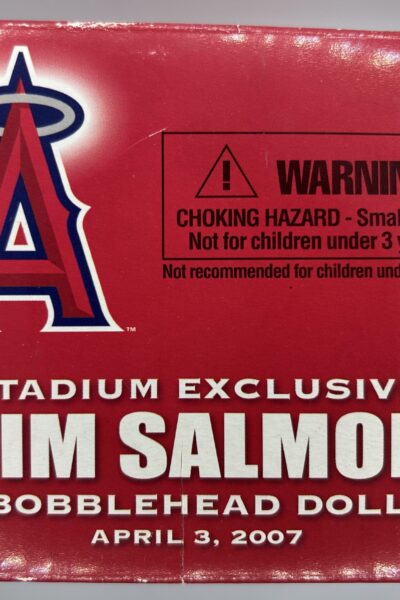 A
TM
WARNIN
CHOKING HAZARD - Smal
Not for children under 3 y
Not recommended for children und
TADIUM EXCLUSIV
IM SALMO
BOBBLEHEAD DOLL
APRIL 3, 2007